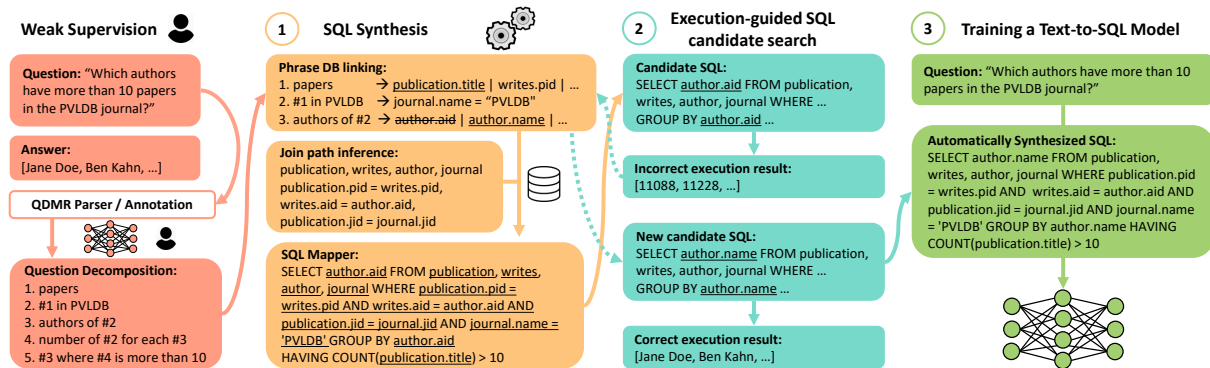 Weak Supervision
Question: “Which authors
have more than 10 papers
in the PVLDB journal?”
Answer:
[Jane Doe, Ben Kahn, …]
QDMR Parser / Annotation
Question Decomposition:
1. papers
2. #1 in PVLDB
3. authors of #2
4. number of #2 for each #3
5. #3 where #4 is more than 10
1 SQL Synthesis
Phrase DB linking:
1. papers → publication.title | writes.pid | …
2. #1 in PVLDB → journal.name = “PVLDB”
3. authors of #2 → author.aid | author.name | …
Join path inference:
publication, writes, author, journal
publication.pid = writes.pid,
writes.aid = author.aid,
publication.jid = journal.jid
SQL Mapper:
SELECT author.aid FROM publication, writes,
author, journal WHERE publication.pid =
writes.pid AND writes.aid = author.aid AND
publication.jid = journal.jid AND journal.name =
'PVLDB' GROUP BY author.aid
HAVING COUNT(publication.title) > 10
2 Execution-guided SQL
candidate search
Candidate SQL:
SELECT author.aid FROM publication,
writes, author, journal WHERE …
GROUP BY author.aid …
Incorrect execution result:
[11088, 11228, …]
New candidate SQL:
SELECT author.name FROM publication,
writes, author, journal WHERE …
GROUP BY author.name …
Correct execution result:
[Jane Doe, Ben Kahn, …]
3 Training a Text-to-SQL Model
Question: “Which authors have more than 10
papers in the PVLDB journal?”
Automatically Synthesized SQL:
SELECT author.name FROM publication,
writes, author, journal WHERE publication.pid
= writes.pid AND writes.aid = author.aid AND
publication.jid = journal.jid AND journal.name
= 'PVLDB' GROUP BY author.name HAVING
COUNT(publication.title) > 10